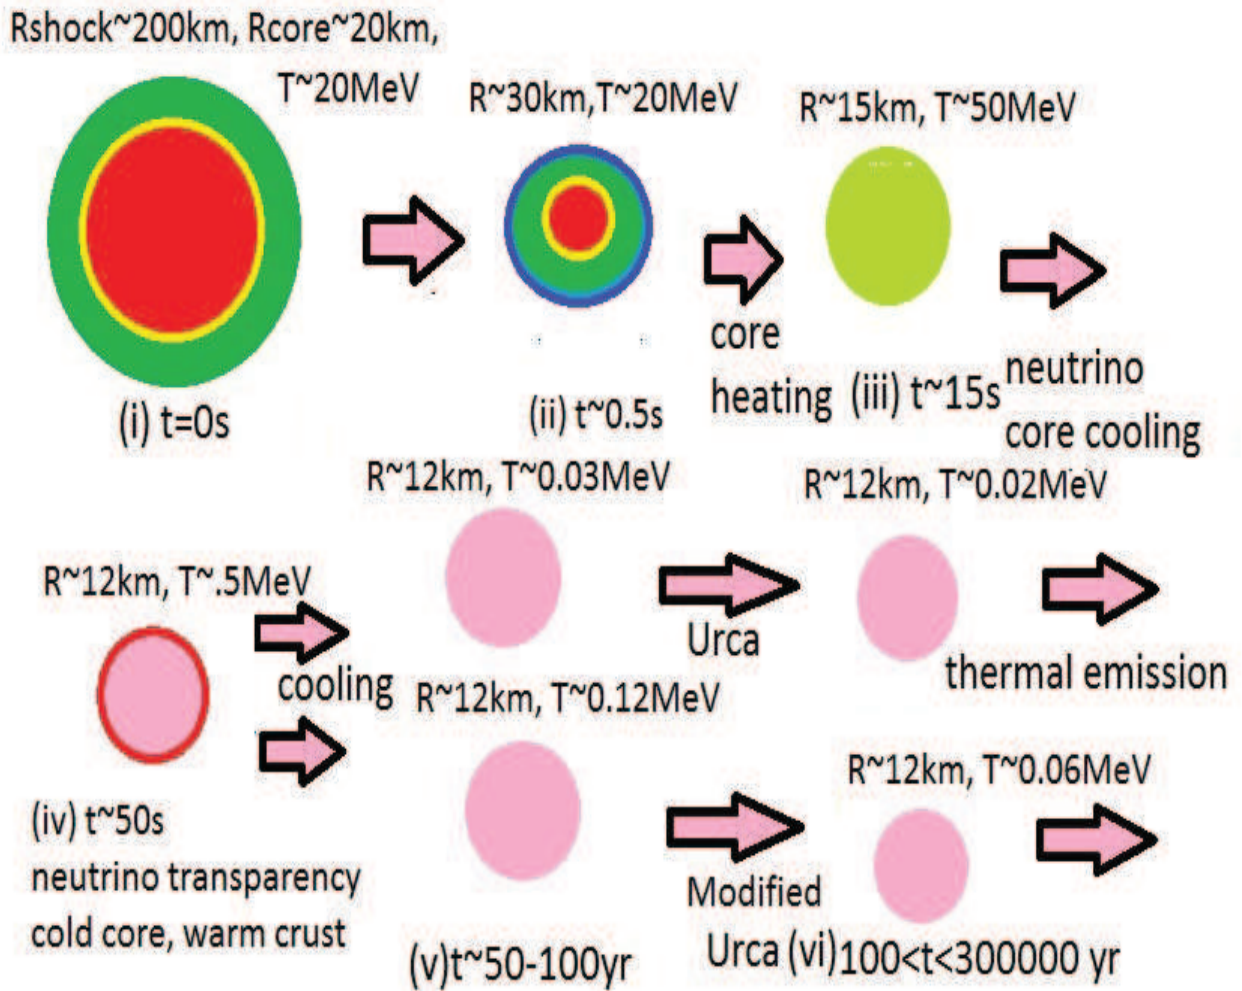 Rshock~200km, Rcore~20km,
T~20MeV
R~30km,T~20MeV
R~15km, T~50MeV
(i) t=0s
(ii) t~0.5s
core
heating
(iii) t~15s
neutrino
core cooling
R~12km, T~0.03MeV
R~12km, T~0.02MeV
R~12km, T~.5MeV
cooling
Urca
thermal emission
R~12km, T~0.12MeV
R~12km, T~0.06MeV
(iv) t~50s
neutrino transparency
cold core, warm crust
(v)t~50-100yr
Modified
Urca
(vi)100<t<300000 yr